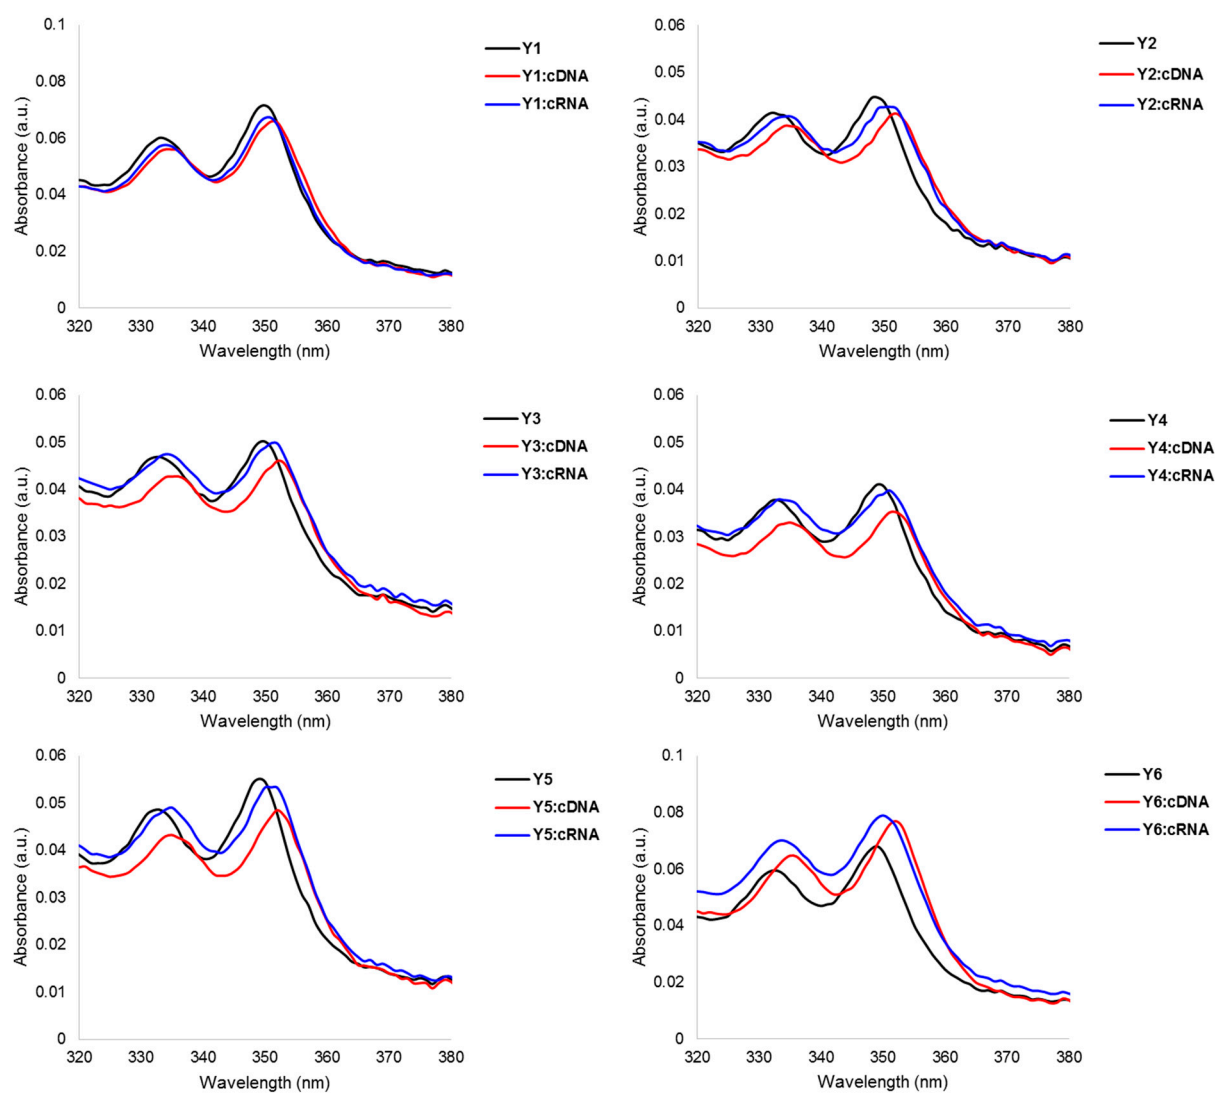 0.1
0.08
0.06
0.04
0.02
0
Absorbance (a.u.)
320 330 340 350 360 370 380
Wavelength (nm)
Y1
Y1:cDNA
Y1:cRNA
0.06
0.05
0.04
0.03
0.02
0.01
0
Absorbance (a.u.)
320 330 340 350 360 370 380
Wavelength (nm)
Y2
Y2:cDNA
Y2:cRNA
0.06
0.05
0.04
0.03
0.02
0.01
0
Absorbance (a.u.)
320 330 340 350 360 370 380
Wavelength (nm)
Y3
Y3:cDNA
Y3:cRNA
0.06
0.05
0.04
0.03
0.02
0.01
0
Absorbance (a.u.)
320 330 340 350 360 370 380
Wavelength (nm)
Y4
Y4:cDNA
Y4:cRNA
0.06
0.05
0.04
0.03
0.02
0.01
0
Absorbance (a.u.)
320 330 340 350 360 370 380
Wavelength (nm)
Y5
Y5:cDNA
Y5:cRNA
0.1
0.08
0.06
0.04
0.02
0
Absorbance (a.u.)
320 330 340 350 360 370 380
Wavelength (nm)
Y6
Y6:cDNA
Y6:cRNA